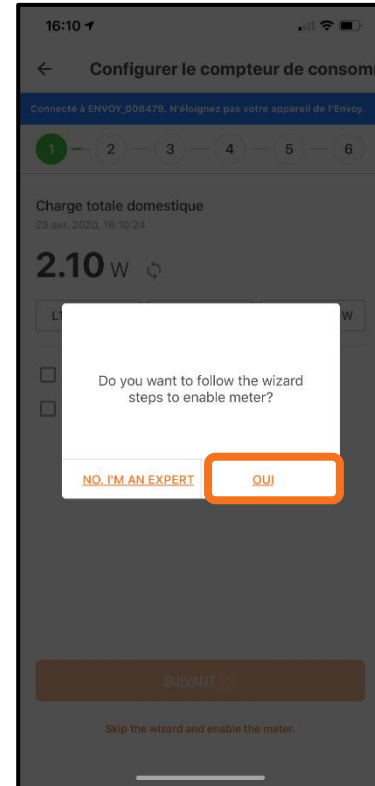 16:10
Configurer le compteur de consom
Connecté à ENVOY_008479. N'éloignez pas votre appareil de l'Envoy.
1 2 3 4 5 6
Charge totale domestique
23 avr. 2020, 16:10:24
2.10 W
L1 W
Do you want to follow the wizard
steps to enable meter?
NO, I'M AN EXPERT OUI
SUIVANT >
Skip the wizard and enable the meter.